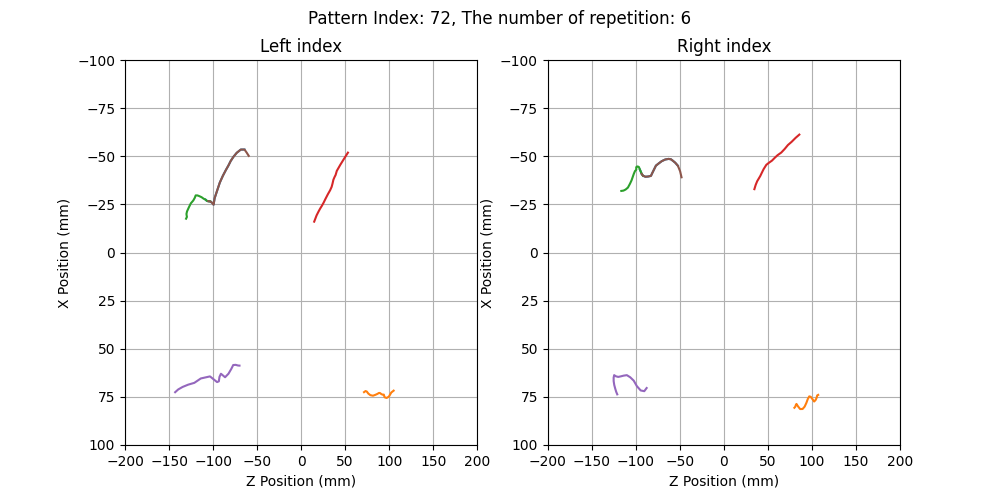 Pattern Index: 72, The number of repetition: 6
Left index
Right index
−100
−75
−50
−25
0
25
50
75
100
X Position (mm)
−200 −150 −100 −50 0 50 100 150 200
Z Position (mm)
−100
−75
−50
−25
0
25
50
75
100
X Position (mm)
−200 −150 −100 −50 0 50 100 150 200
Z Position (mm)